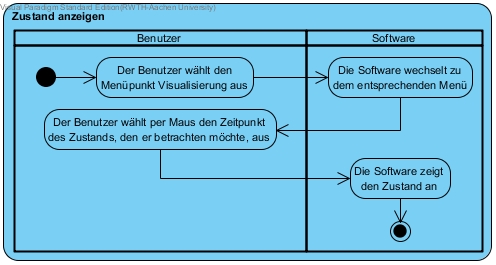 Visual Paradigm Standard Edition(RWTH Aachen University)
Zustand anzeigen
Benutzer
Software
Der Benutzer wählt den
Menüpunkt Visualisierung aus
Die Software wechselt zu
dem entsprechenden Menü
Der Benutzer wählt per Maus den Zeitpunkt
des Zustands, den er betrachten möchte, aus
Die Software zeigt
den Zustand an